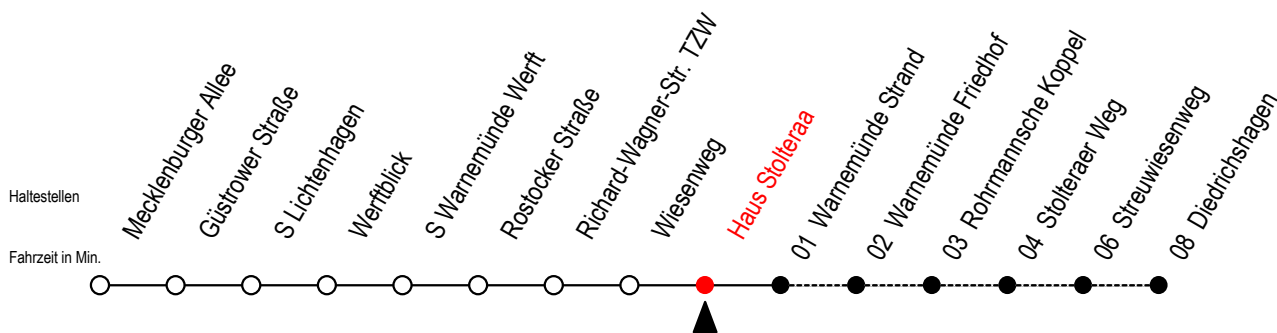 Haltestellen
Fahrzeit in Min.
Mecklenburger Allee
Güstrower Straße
S Lichtenhagen
Werftblick
S Warnemünde Werft
Rostocker Straße
Richard-Wagner-Str. TZW
Wiesenweg
Haus Stolteraa
01 Warnemünde Strand
02 Warnemünde Friedhof
03 Rohrmannsche Koppel
04 Stolteraer Weg
06 Streuwiesenweg
08 Diedrichshagen